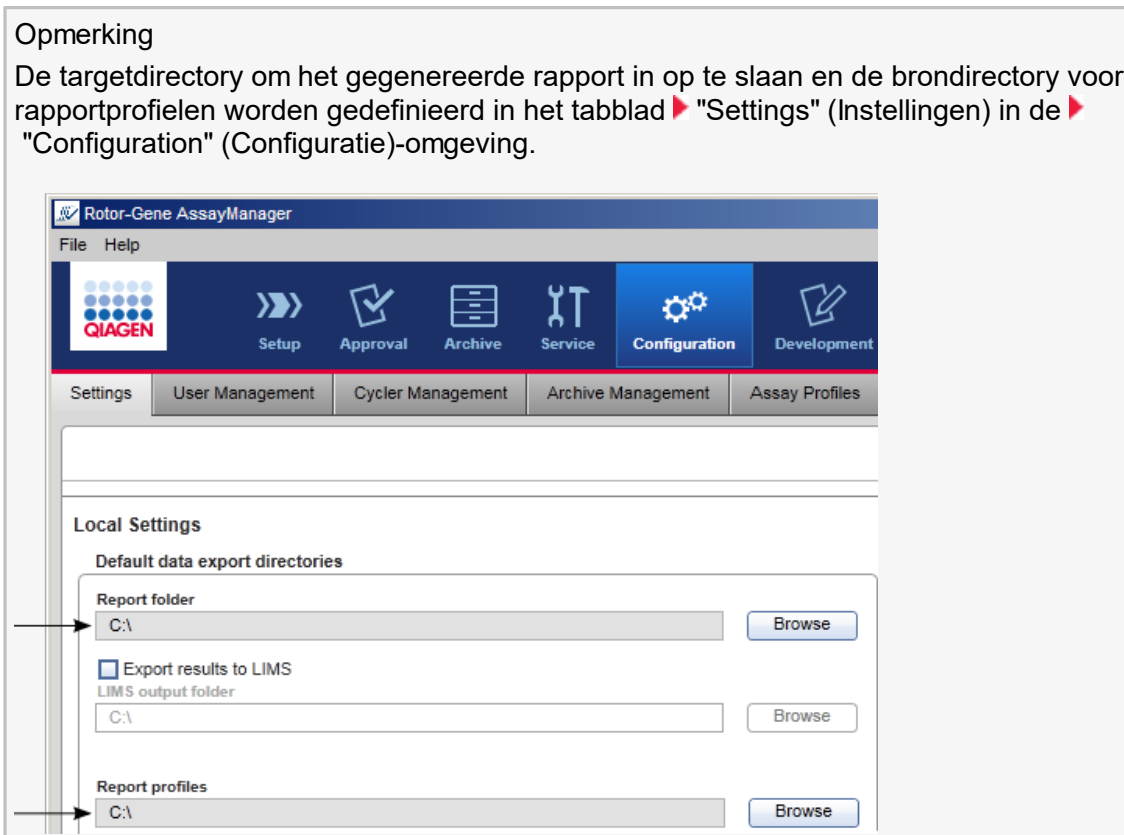 Opmerking
De targetdirectory om het gegenereerde rapport in op te slaan en de brondirectory voor
rapportprofielen worden gedefinieerd in het tabblad "Settings" (Instellingen) in de
"Configuration" (Configuratie)-omgeving.
Rotor-Gene AssayManager
File Help
QIAGEN
Setup Approval Archive Service Configuration Development
Settings User Management Cycler Management Archive Management Assay Profiles
Local Settings
Default data export directories
Report folder
C:\ Browse
Export results to LIMS
LIMS output folder
C:\ Browse
Report profiles
C:\ Browse